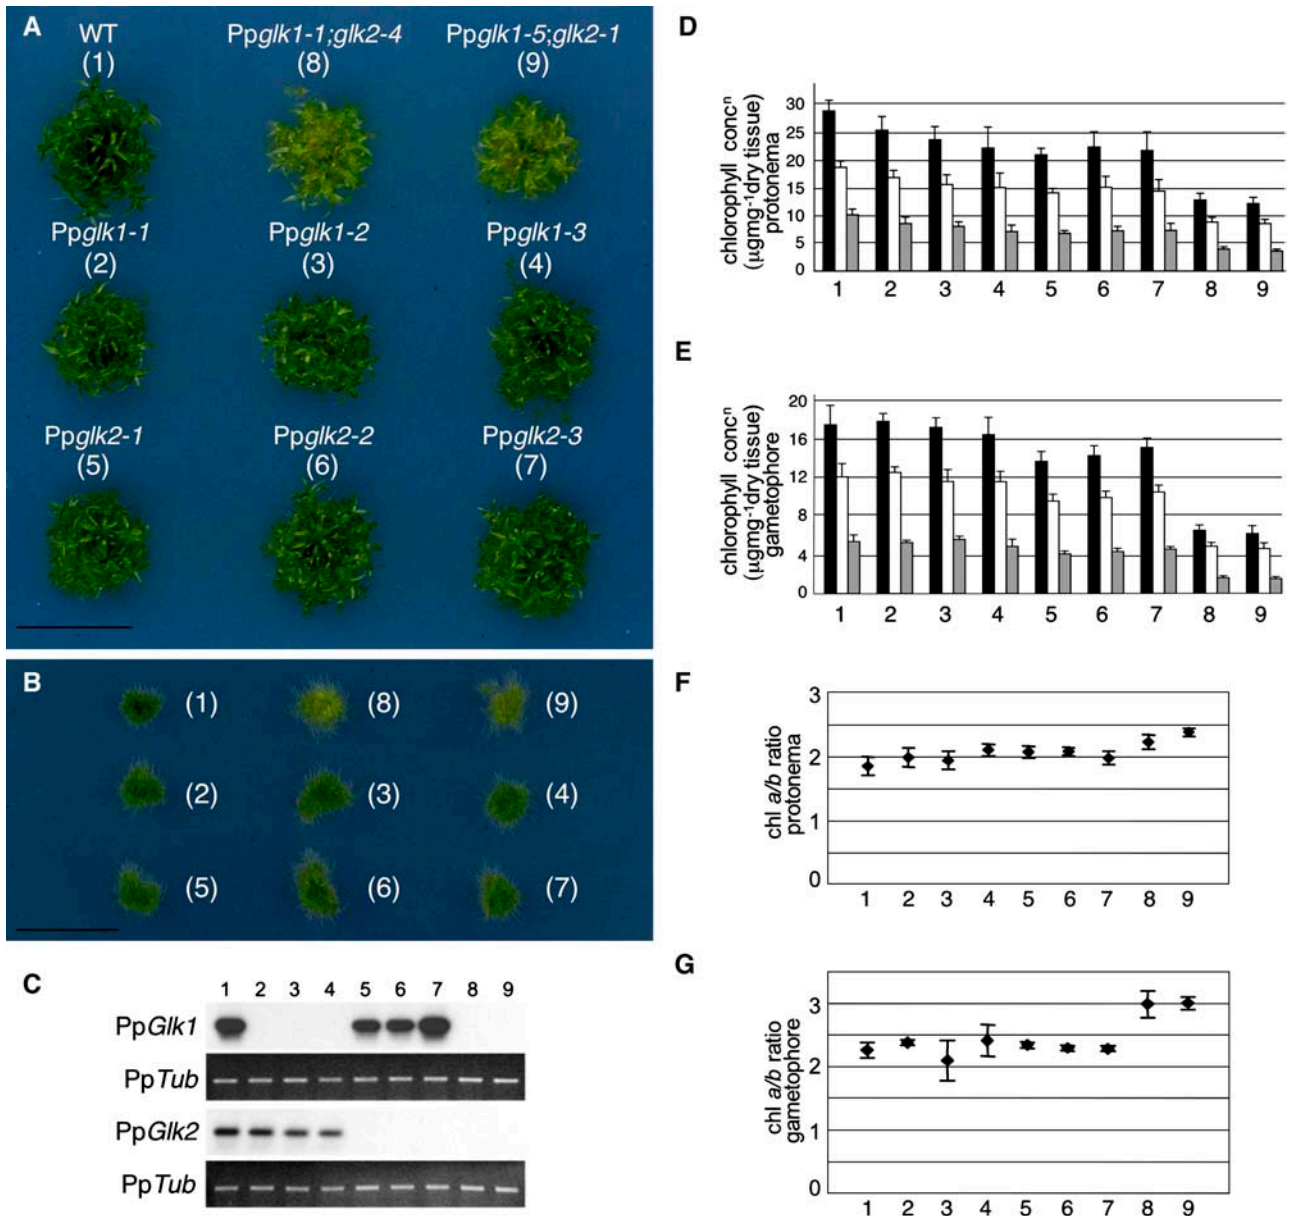 A
WT
(1)
Ppglk1-1;glk2-4
(8)
Ppglk1-5;glk2-1
(9)
Ppglk1-1
(2)
Ppglk1-2
(3)
Ppglk1-3
(4)
Ppglk2-1
(5)
Ppglk2-2
(6)
Ppglk2-3
(7)
B
(1) (8) (9)
(2) (3) (4)
(5) (6) (7)
C
1 2 3 4 5 6 7 8 9
PpGlk1
PpTub
PpGlk2
PpTub
D
chlorophyll concⁿ
(µgmg⁻¹dry tissue)
protonema
30
25
20
15
10
5
0
1 2 3 4 5 6 7 8 9
E
chlorophyll concⁿ
(µgmg⁻¹dry tissue)
gametophore
20
16
12
8
4
0
1 2 3 4 5 6 7 8 9
F
chl a/b ratio
protonema
3
2
1
0
1 2 3 4 5 6 7 8 9
G
chl a/b ratio
gametophore
3
2
1
0
1 2 3 4 5 6 7 8 9